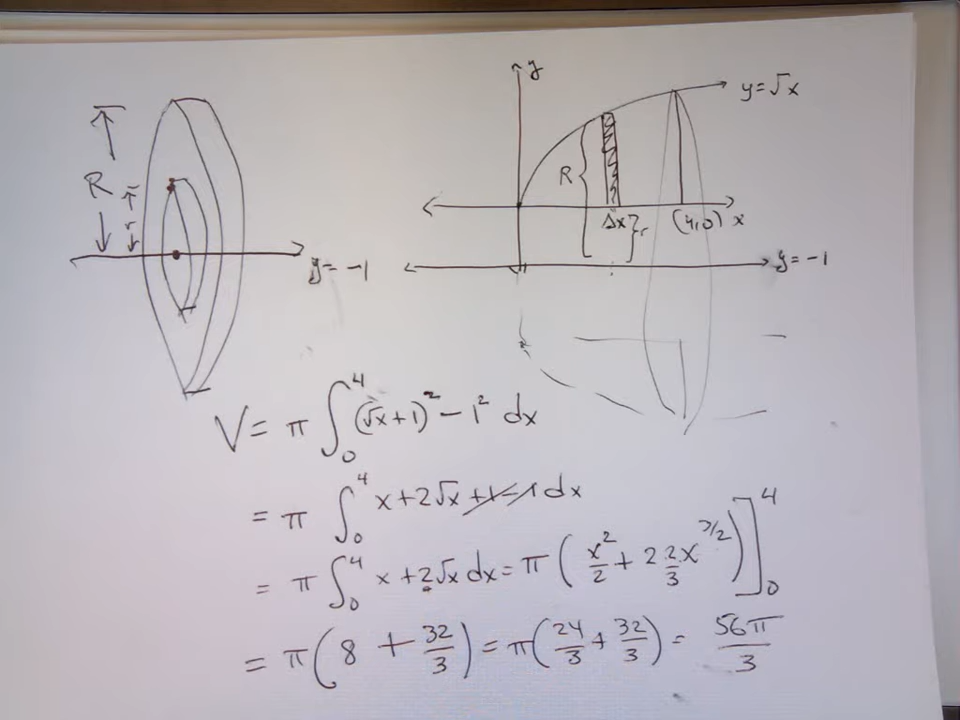 y
y = √x
R
R
r
Δx
r
(4,0)
x
y = -1
y = -1
V = π ∫₀⁴ (√x + 1)² - 1² dx
= π ∫₀⁴ x + 2√x + 1 - 1 dx
= π ∫₀⁴ x + 2√x dx = π ( x²/2 + 2 2/3 x^(3/2) ) ]₀⁴
= π ( 8 + 32/3 ) = π ( 24/3 + 32/3 ) = 56π/3